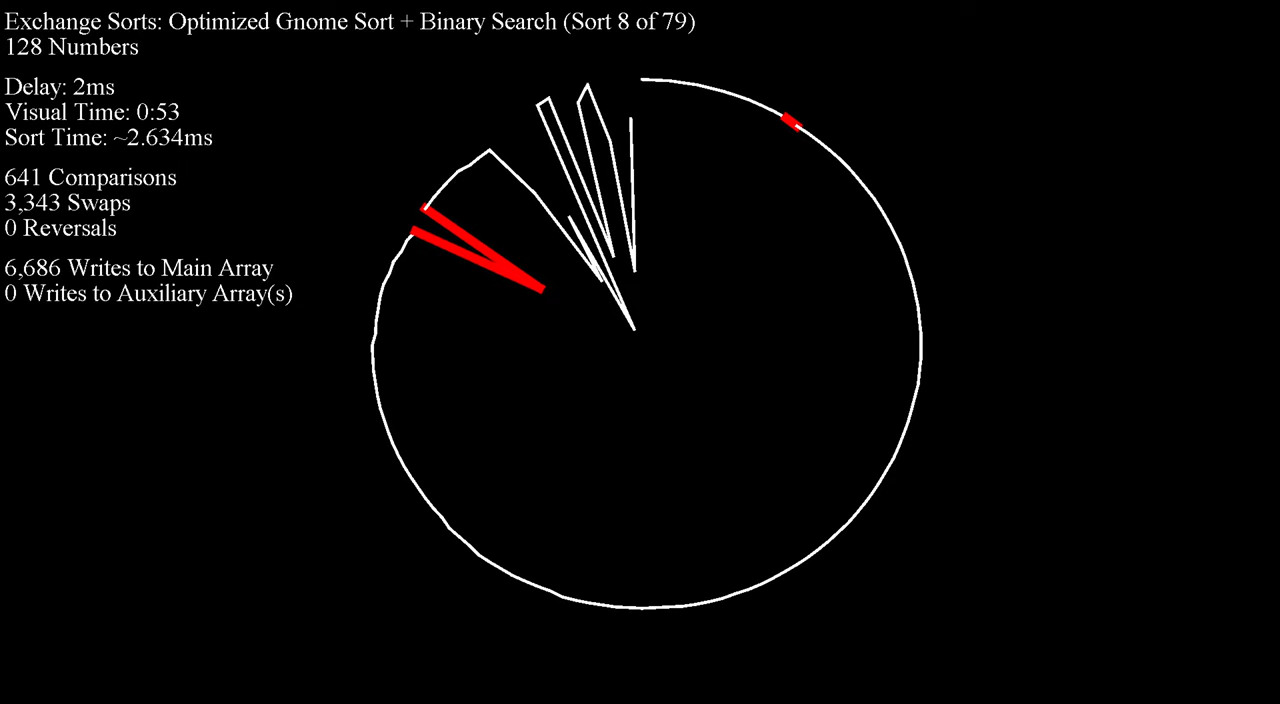 Exchange Sorts: Optimized Gnome Sort + Binary Search (Sort 8 of 79)
128 Numbers
Delay: 2ms
Visual Time: 0:53
Sort Time: ~2.634ms
641 Comparisons
3,343 Swaps
0 Reversals
6,686 Writes to Main Array
0 Writes to Auxiliary Array(s)